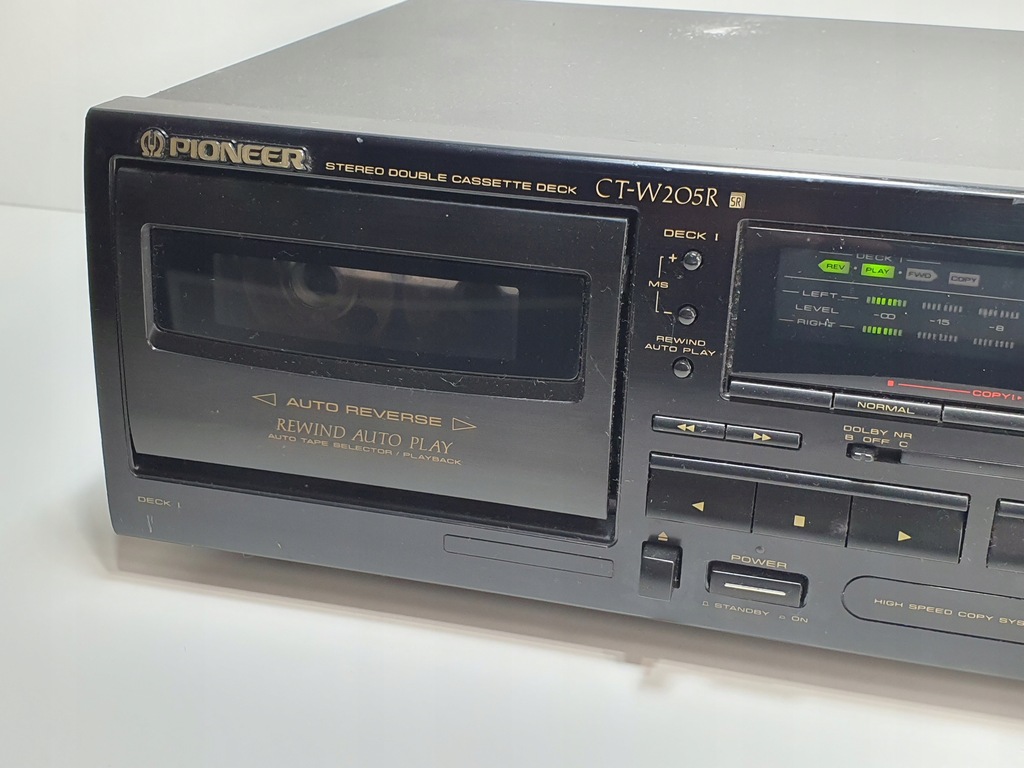 PIONEER
STEREO DOUBLE CASSETTE DECK CT-W205R SR
DECK I
+
MS
-
REWIND
AUTO PLAY
DECK I
REV PLAY FWD COPY
LEFT
LEVEL -∞ -15 -8
RIGHT
COPY I
NORMAL
DOLBY NR
B OFF C
AUTO REVERSE
REWIND AUTO PLAY
AUTO TAPE SELECTOR / PLAYBACK
DECK I
POWER
STANDBY ON
HIGH SPEED COPY SYS